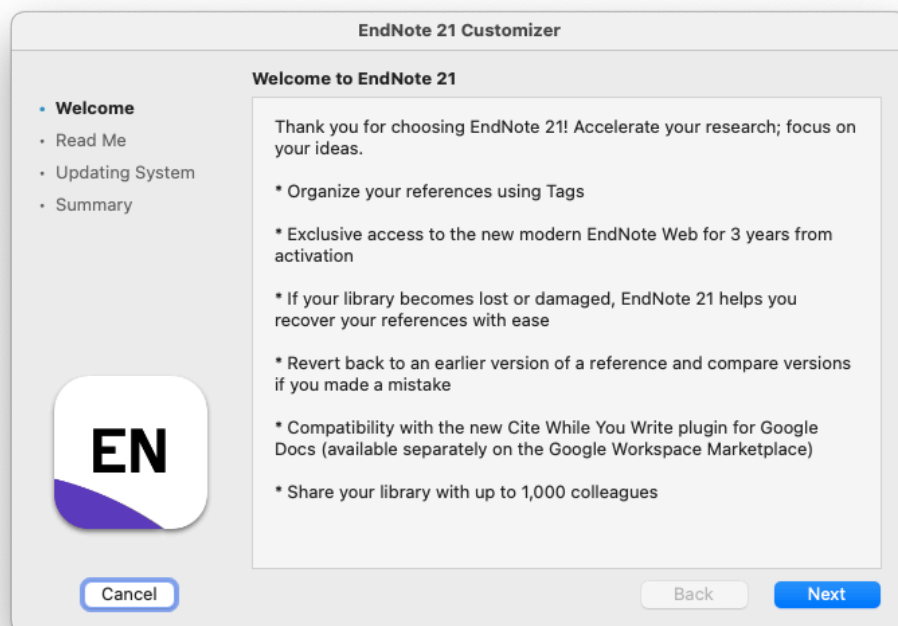 EndNote 21 Customizer
Welcome to EndNote 21
Welcome
Read Me
Updating System
Summary
Thank you for choosing EndNote 21! Accelerate your research; focus on
your ideas.
* Organize your references using Tags
* Exclusive access to the new modern EndNote Web for 3 years from
activation
* If your library becomes lost or damaged, EndNote 21 helps you
recover your references with ease
* Revert back to an earlier version of a reference and compare versions
if you made a mistake
* Compatibility with the new Cite While You Write plugin for Google
Docs (available separately on the Google Workspace Marketplace)
* Share your library with up to 1,000 colleagues
EN
Cancel
Back
Next